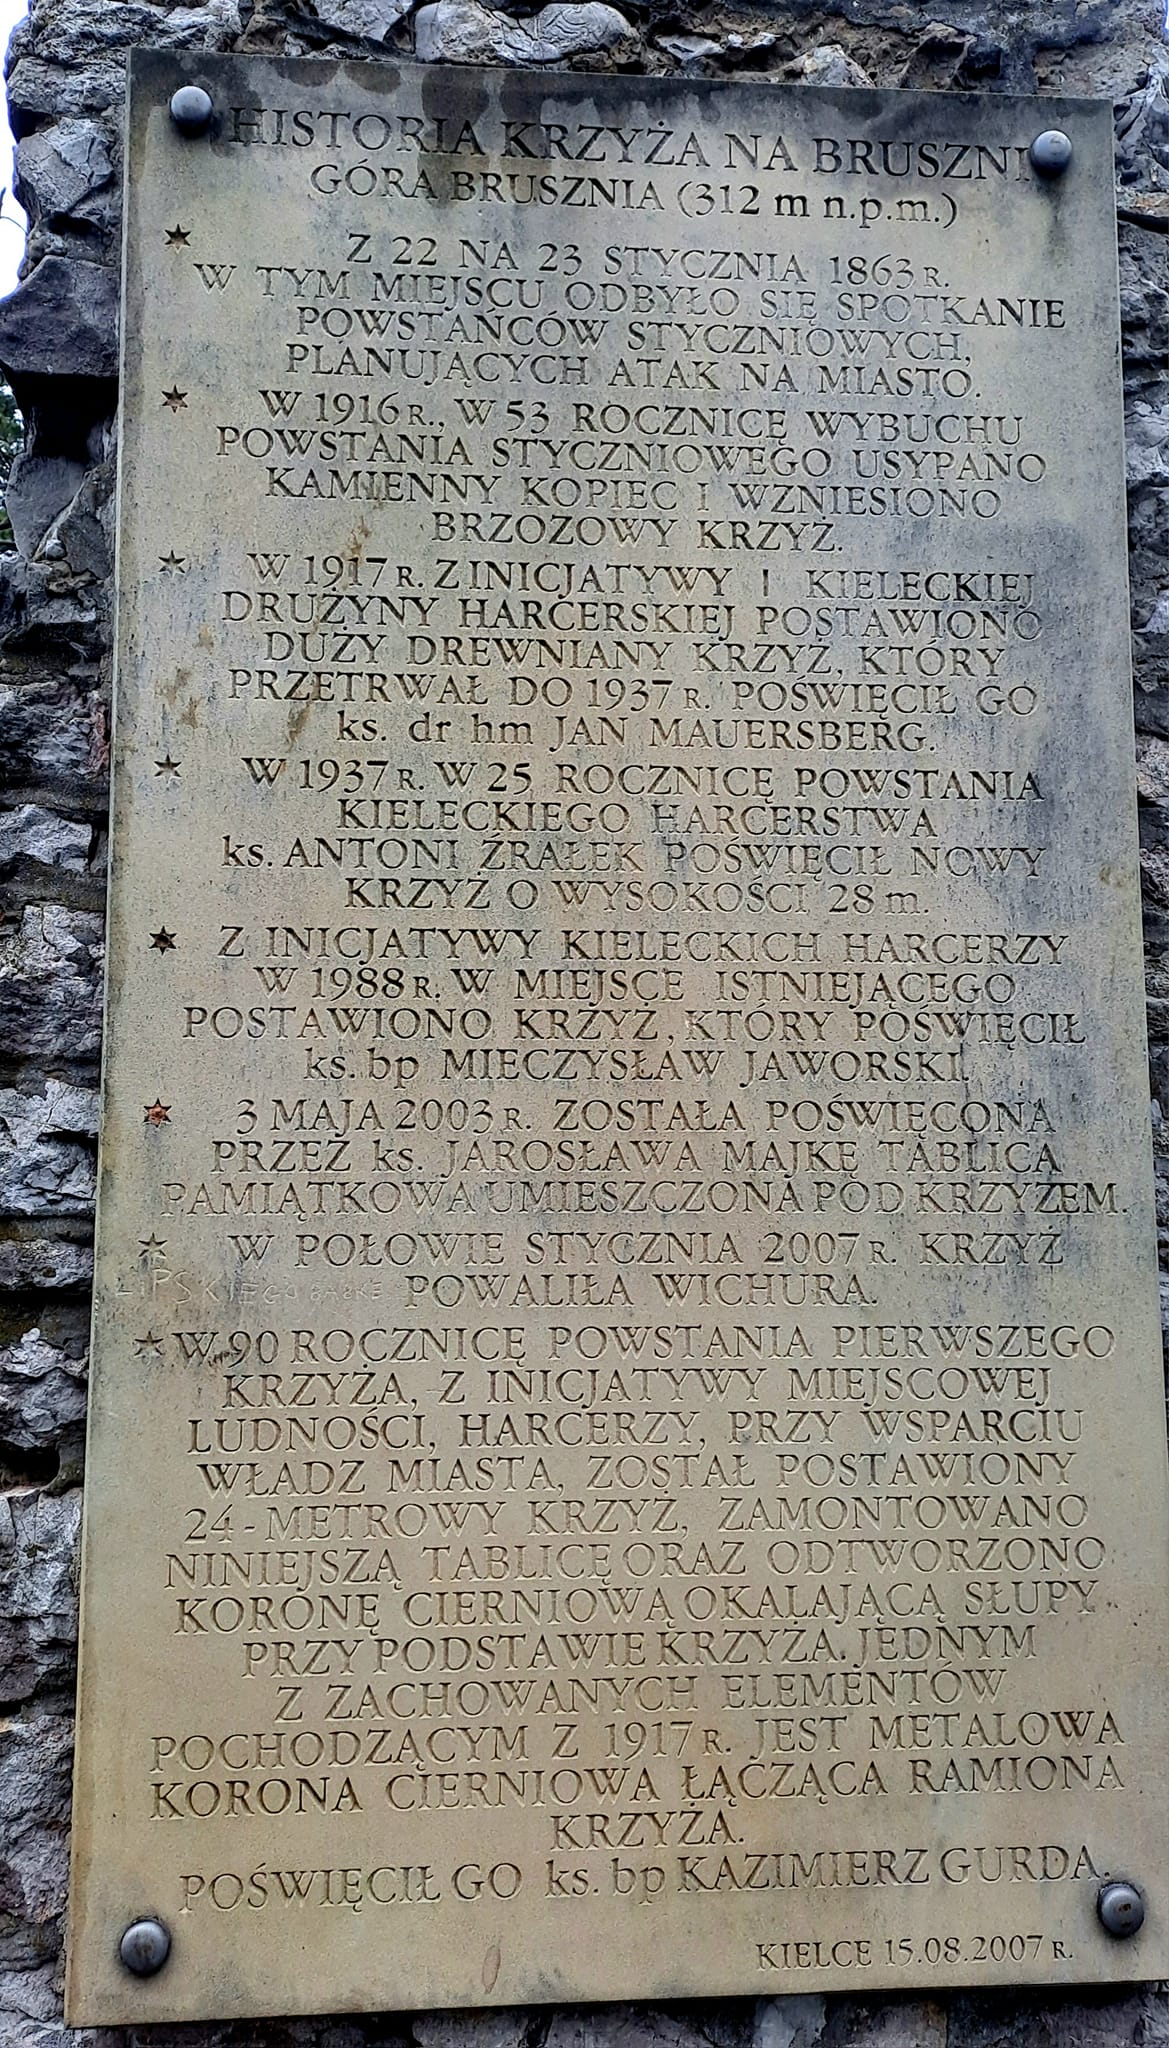 HISTORIA KRZYŻA NA BRUSZNI
GÓRA BRUSZNIA (312 m n.p.m.)
Z 22 NA 23 STYCZNIA 1863 R.
W TYM MIEJSCU ODBYŁO SIĘ SPOTKANIE
POWSTAŃCÓW STYCZNIOWYCH,
PLANUJĄCYCH ATAK NA MIASTO.
W 1916 R., W 53 ROCZNICĘ WYBUCHU
POWSTANIA STYCZNIOWEGO USYPANO
KAMIENNY KOPIEC I WZNIESIONO
BRZOZOWY KRZYŻ.
W 1917 R. Z INICJATYWY I KIELECKIEJ
DRUŻYNY HARCERSKIEJ POSTAWIONO
DUŻY DREWNIANY KRZYŻ, KTÓRY
PRZETRWAŁ DO 1937 R. POŚWIĘCIŁ GO
ks. dr hm JAN MAUERSBERG.
W 1937 R. W 25 ROCZNICĘ POWSTANIA
KIELECKIEGO HARCERSTWA
ks. ANTONI ŹRAŁEK POŚWIĘCIŁ NOWY
KRZYŻ O WYSOKOŚCI 28 m.
Z INICJATYWY KIELECKICH HARCERZY
W 1988 R. W MIEJSCE ISTNIEJĄCEGO
POSTAWIONO KRZYŻ, KTÓRY POŚWIĘCIŁ
ks. bp MIECZYSŁAW JAWORSKI.
3 MAJA 2003 R. ZOSTAŁA POŚWIĘCONA
PRZEZ ks. JAROSŁAWA MAJKĘ TABLICA
PAMIĄTKOWA UMIESZCZONA POD KRZYŻEM.
W POŁOWIE STYCZNIA 2007 R. KRZYŻ
POWALIŁA WICHURA.
W 90 ROCZNICĘ POWSTANIA PIERWSZEGO
KRZYŻA, Z INICJATYWY MIEJSCOWEJ
LUDNOŚCI, HARCERZY, PRZY WSPARCIU
WŁADZ MIASTA, ZOSTAŁ POSTAWIONY
24-METROWY KRZYŻ, ZAMONTOWANO
NINIEJSZĄ TABLICĘ ORAZ ODTWORZONO
KORONĘ CIERNIOWĄ OKALAJĄCĄ SŁUPY
PRZY PODSTAWIE KRZYŻA. JEDNYM
Z ZACHOWANYCH ELEMENTÓW
POCHODZĄCYM Z 1917 R. JEST METALOWA
KORONA CIERNIOWA ŁĄCZĄCA RAMIONA
KRZYŻA.
POŚWIĘCIŁ GO ks. bp KAZIMIERZ GURDA.
KIELCE 15.08.2007 R.